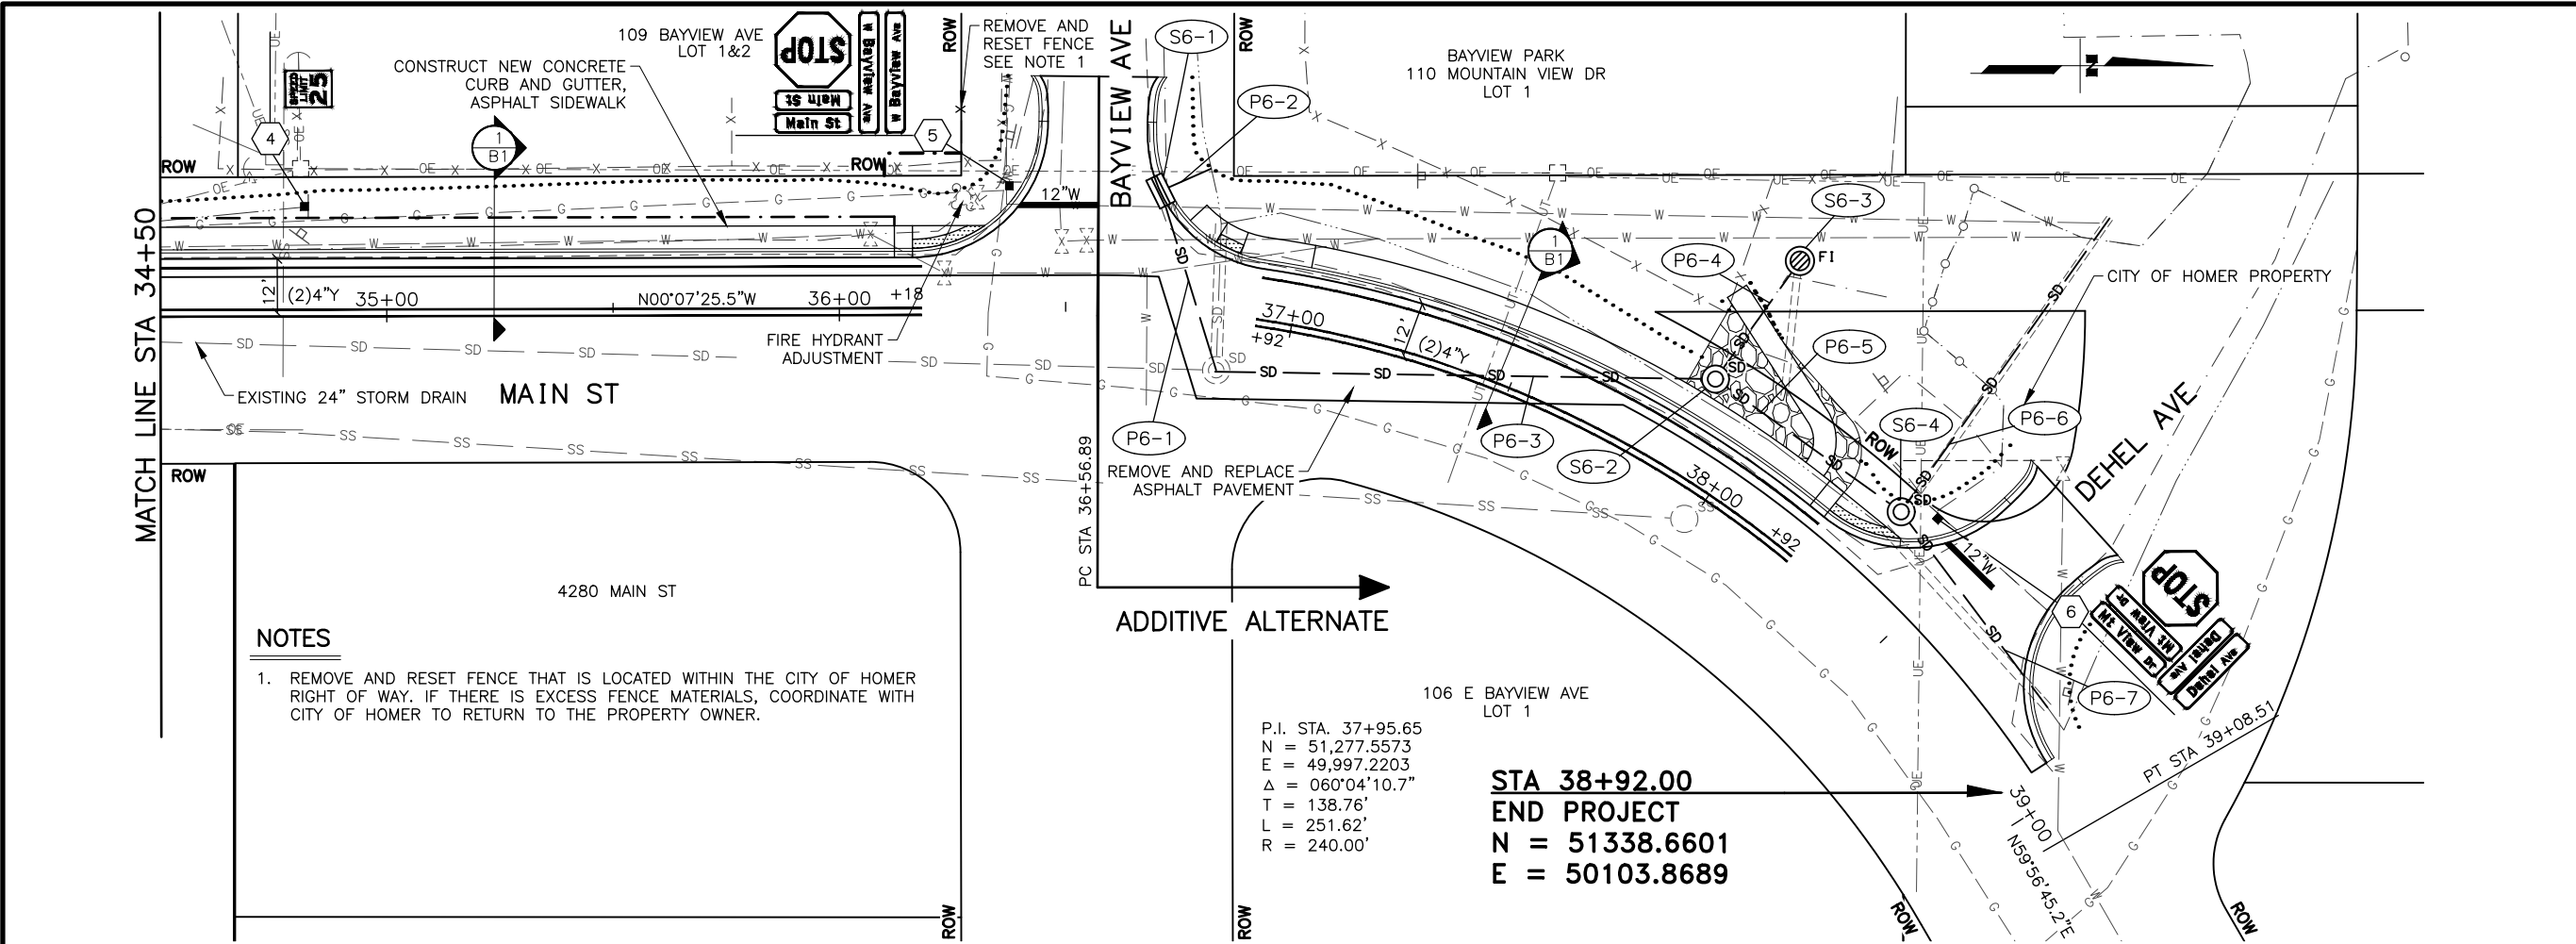 109 BAYVIEW AVE
LOT 1&2
CONSTRUCT NEW CONCRETE
CURB AND GUTTER,
ASPHALT SIDEWALK
SPEED
LIMIT
25
4
1
B1
STOP
Main St
Main St
W Bayview Ave
W Bayview Ave
5
ROW
REMOVE AND
RESET FENCE
SEE NOTE 1
BAYVIEW AVE
S6-1
ROW
P6-2
BAYVIEW PARK
110 MOUNTAIN VIEW DR
LOT 1
N
ROW
ROW
12"W
S6-3
FI
P6-4
1
B1
CITY OF HOMER PROPERTY
MATCH LINE STA 34+50
12'
(2)4"Y
35+00
N00°07'25.5"W
36+00
+18
FIRE HYDRANT
ADJUSTMENT
37+00
+92
12'
(2)4"Y
P6-5
EXISTING 24" STORM DRAIN
MAIN ST
P6-1
P6-3
S6-2
S6-4
P6-6
ROW
DEHEL AVE
REMOVE AND REPLACE
ASPHALT PAVEMENT
38+00
+92
12"W
ROW
PC STA 36+56.89
ADDITIVE ALTERNATE
4280 MAIN ST
NOTES
1. REMOVE AND RESET FENCE THAT IS LOCATED WITHIN THE CITY OF HOMER
RIGHT OF WAY. IF THERE IS EXCESS FENCE MATERIALS, COORDINATE WITH
CITY OF HOMER TO RETURN TO THE PROPERTY OWNER.
6
STOP
Mt View Dr
Mt View Dr
Dehel Ave
Dehel Ave
P6-7
106 E BAYVIEW AVE
LOT 1
P.I. STA. 37+95.65
N = 51,277.5573
E = 49,997.2203
Δ = 060°04'10.7"
T = 138.76'
L = 251.62'
R = 240.00'
STA 38+92.00
END PROJECT
N = 51338.6601
E = 50103.8689
PT STA 39+08.51
39+00
N59°56'45.2"E
ROW
ROW
ROW
ROW